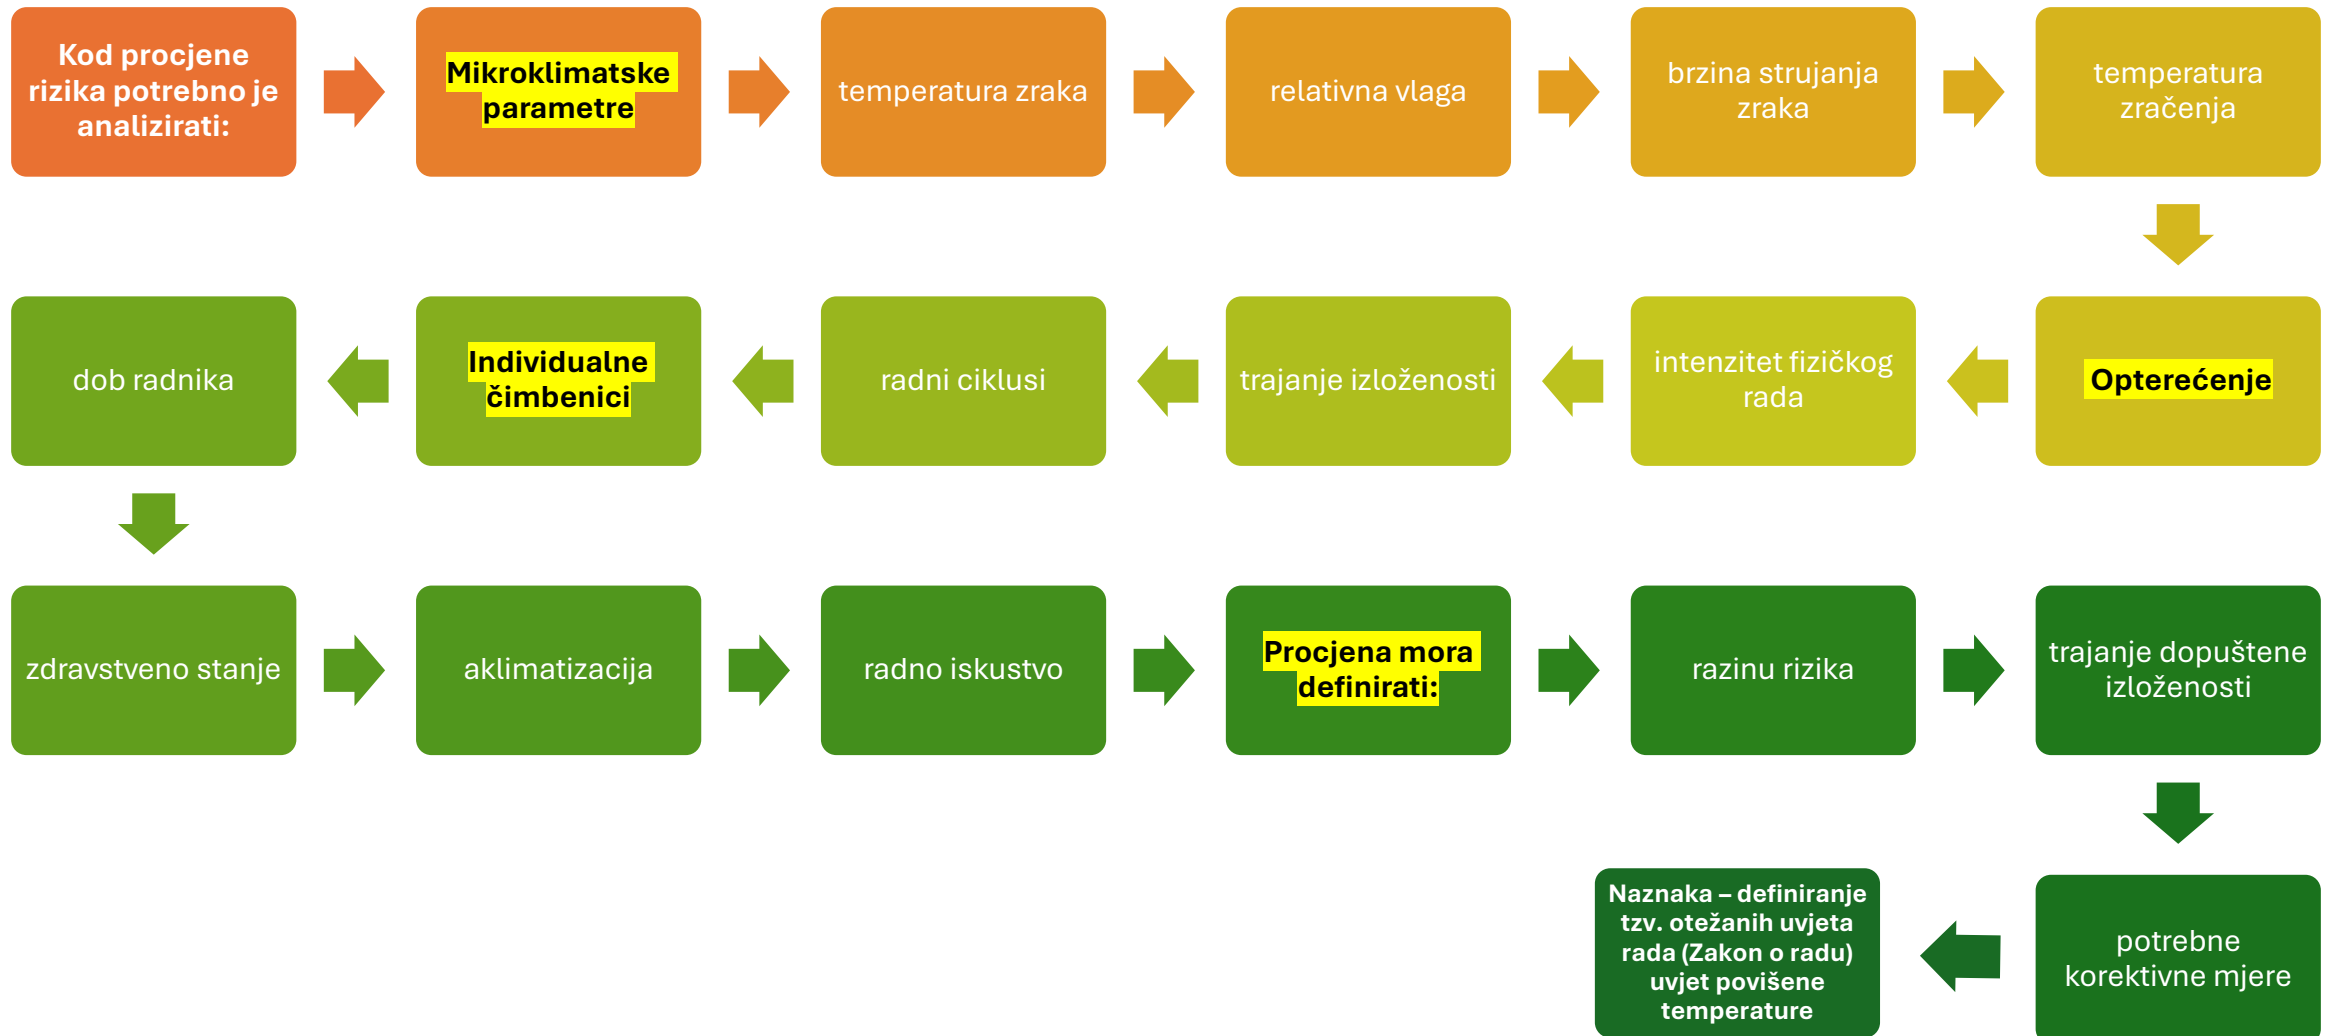 Kod procjene
rizika potrebno je
analizirati:
Mikroklimatske
parametre
temperatura zraka
relativna vlaga
brzina strujanja
zraka
temperatura
zračenja
Opterećenje
intenzitet fizičkog
rada
trajanje izloženosti
radni ciklusi
Individualne
čimbenici
dob radnika
zdravstveno stanje
aklimatizacija
radno iskustvo
Procjena mora
definirati:
razinu rizika
trajanje dopuštene
izloženosti
potrebne
korektivne mjere
Naznaka – definiranje
tzv. otežanih uvjeta
rada (Zakon o radu)
uvjet povišene
temperature